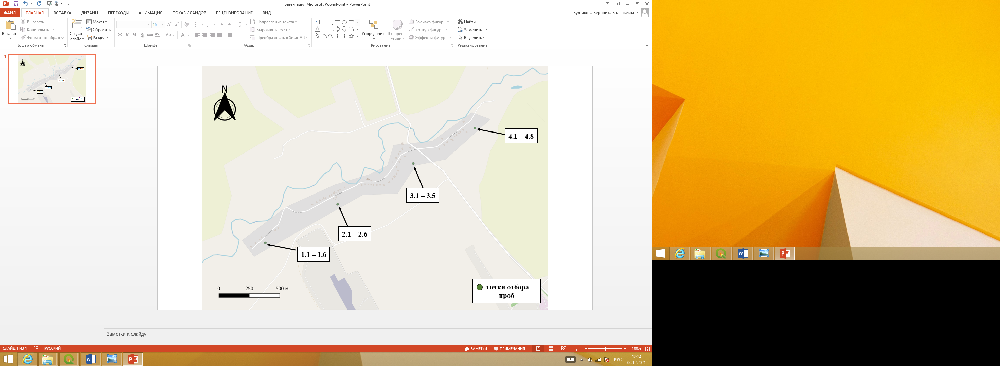 Презентация Microsoft PowerPoint - PowerPoint
?
ФАЙЛ ГЛАВНАЯ ВСТАВКА ДИЗАЙН ПЕРЕХОДЫ АНИМАЦИЯ ПОКАЗ СЛАЙДОВ РЕЦЕНЗИРОВАНИЕ ВИД
Булгакова Вероника Валерьевна
Вставить
Вырезать
Копировать
Формат по образцу
Буфер обмена
Создать
слайд
Макет
Сбросить
Раздел
Слайды
16
Ж К Ч S abc AV Aa A
Шрифт
Направление текста
Выровнять текст
Преобразовать в SmartArt
Абзац
Упорядочить
Экспресс-
стили
Заливка фигуры
Контур фигуры
Эффекты фигуры
Рисование
Найти
Заменить
Выделить
Редактирование
1
N
4.1 – 4.8
3.1 – 3.5
2.1 – 2.6
1.1 – 1.6
0 250 500 м
точки отбора
проб
Заметки к слайду
СЛАЙД 1 ИЗ 1 РУССКИЙ
ЗАМЕТКИ ПРИМЕЧАНИЯ 100%
РУС
18:24
06.12.2021